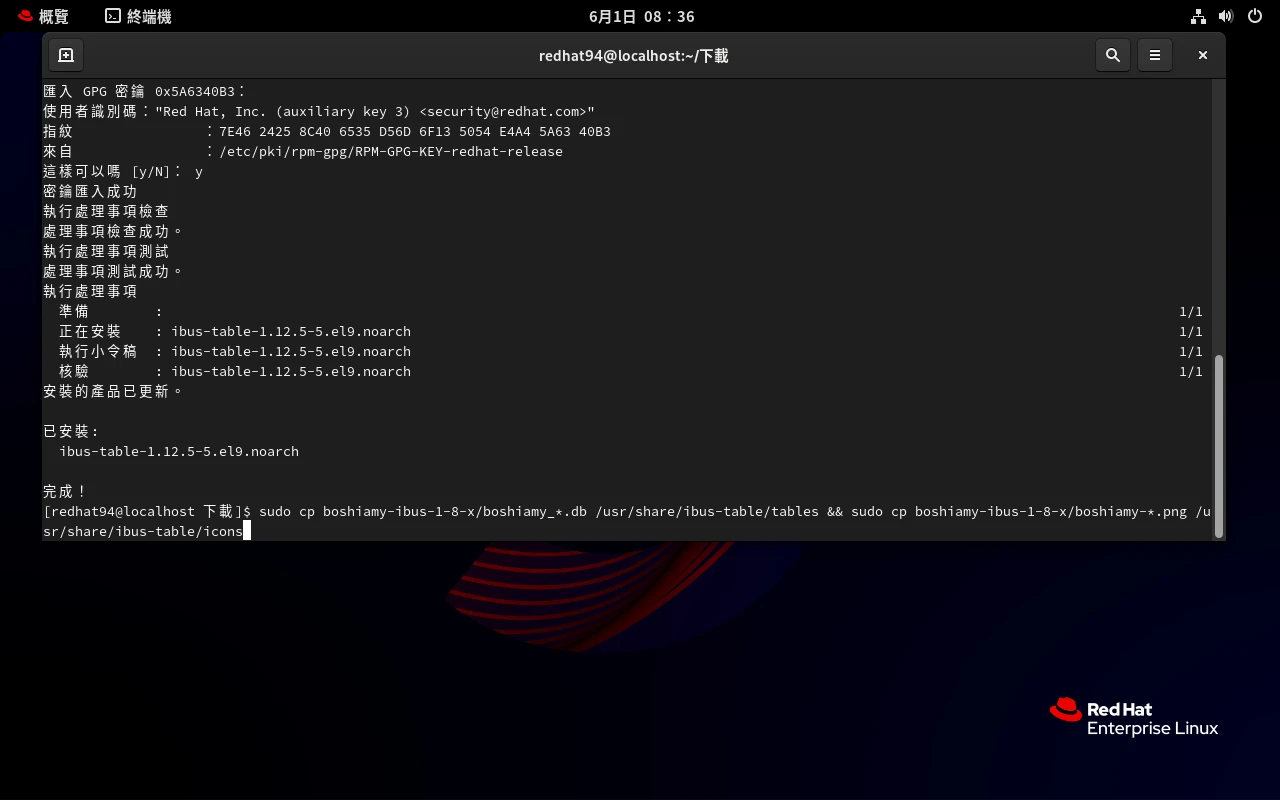 概覽 終端機 6月1日 08：36
redhat94@localhost:~/下載
匯入 GPG 密鑰 0x5A6340B3：
使用者識別碼："Red Hat, Inc. (auxiliary key 3) <security@redhat.com>"
指紋 ：7E46 2425 8C40 6535 D56D 6F13 5054 E4A4 5A63 40B3
來自 ：/etc/pki/rpm-gpg/RPM-GPG-KEY-redhat-release
這樣可以嗎 [y/N]： y
密鑰匯入成功
執行處理事項檢查
處理事項檢查成功。
執行處理事項測試
處理事項測試成功。
執行處理事項
準備 : 1/1
正在安裝 : ibus-table-1.12.5-5.el9.noarch 1/1
執行小令稿 : ibus-table-1.12.5-5.el9.noarch 1/1
核驗 : ibus-table-1.12.5-5.el9.noarch 1/1
安裝的產品已更新。
已安裝:
ibus-table-1.12.5-5.el9.noarch
完成！
[redhat94@localhost 下載]$ sudo cp boshiamy-ibus-1-8-x/boshiamy_*.db /usr/share/ibus-table/tables && sudo cp boshiamy-ibus-1-8-x/boshiamy-*.png /u
sr/share/ibus-table/icons
Red Hat
Enterprise Linux